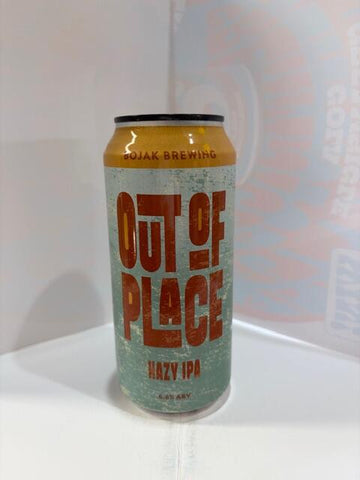 BOJAK BREWING
OUT OF
PLACE
HAZY IPA